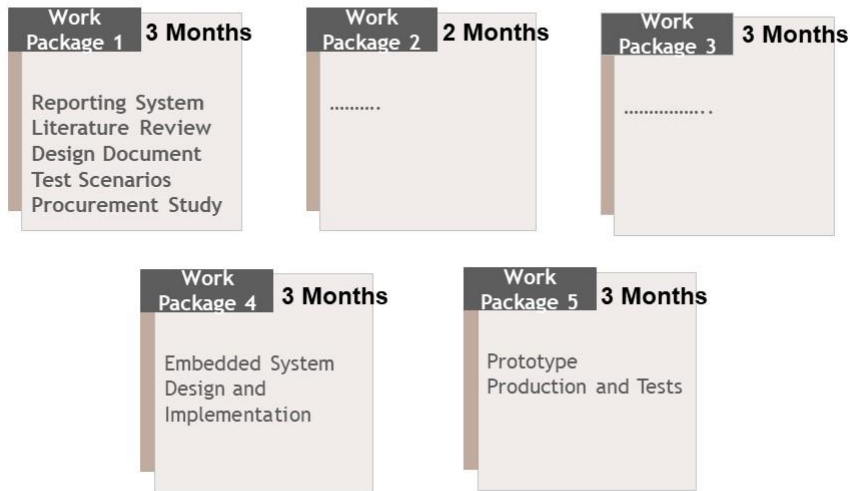 Work
Package 1
3 Months
Reporting System
Literature Review
Design Document
Test Scenarios
Procurement Study
Work
Package 2
2 Months
..........
Work
Package 3
3 Months
.................
Work
Package 4
3 Months
Embedded System
Design and
Implementation
Work
Package 5
3 Months
Prototype
Production and Tests